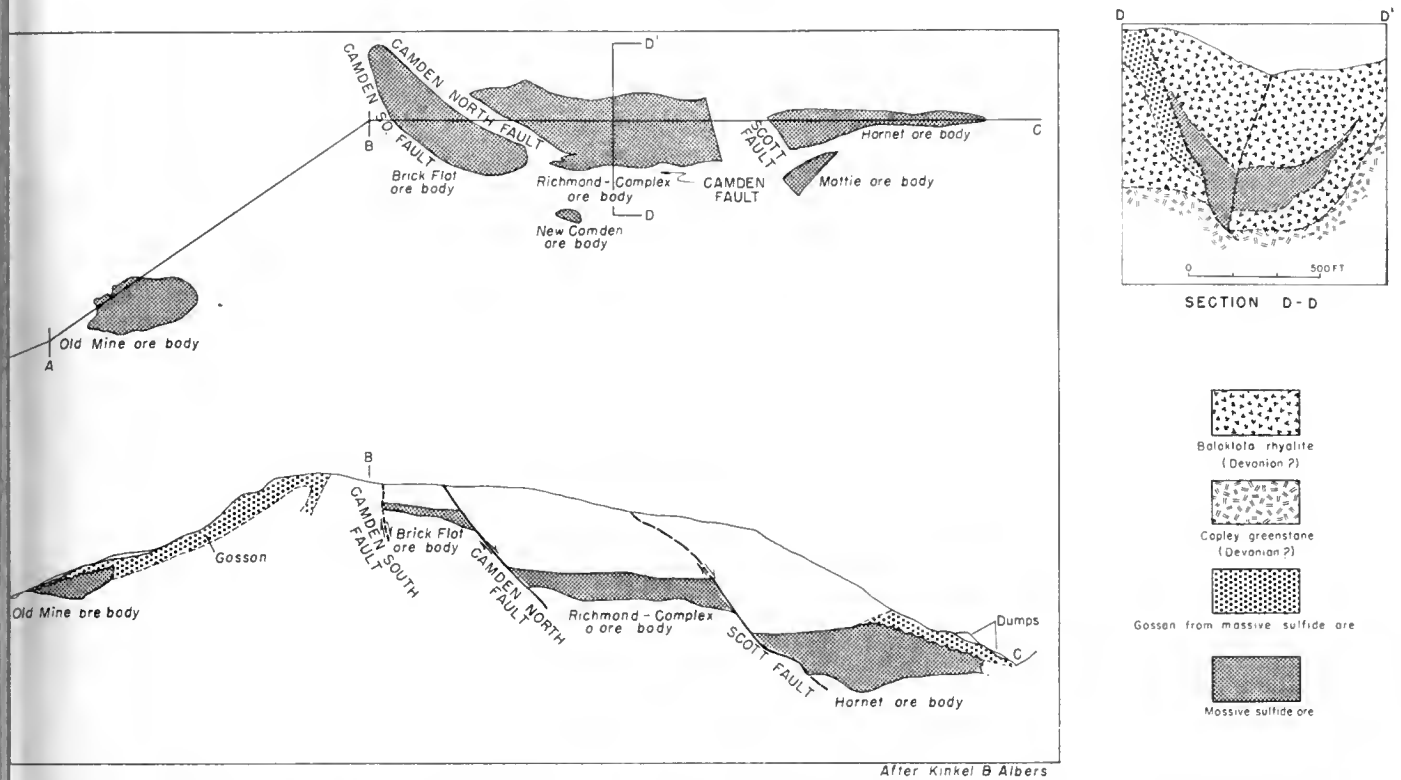 D'
CAMDEN NORTH FAULT
CAMDEN SO. FAULT
B
C
Brick Flat
ore body
Richmond-Complex
ore body
CAMDEN
FAULT
SCOTT
FAULT
Hornet ore body
Mattie ore body
D
New Camden
ore body
Old Mine ore body
A
B
CAMDEN SOUTH
FAULT
Brick Flat
ore body
CAMDEN NORTH
FAULT
Gossan
Old Mine ore body
Richmond-Complex
ore body
SCOTT FAULT
Dumps
C
Hornet ore body
After Kinkel & Albers
D
D'
0
500 FT
SECTION D-D
Balaklala rhyolite
(Devonian?)
Copley greenstone
(Devonian?)
Gossan from massive sulfide ore
Massive sulfide ore